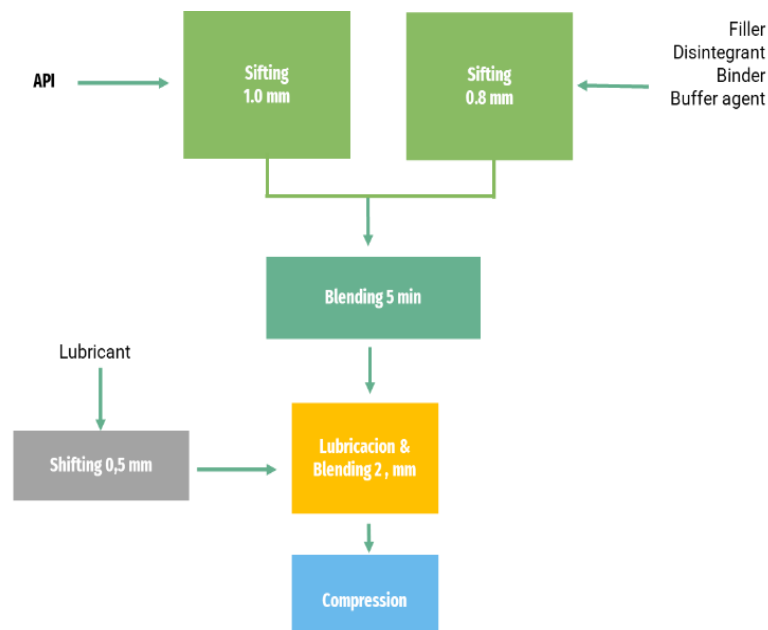 API
Sifting
1.0 mm
Sifting
0.8 mm
Filler
Disintegrant
Binder
Buffer agent
Blending 5 min
Lubricant
Shifting 0,5 mm
Lubricacion &
Blending 2 , mm
Compression